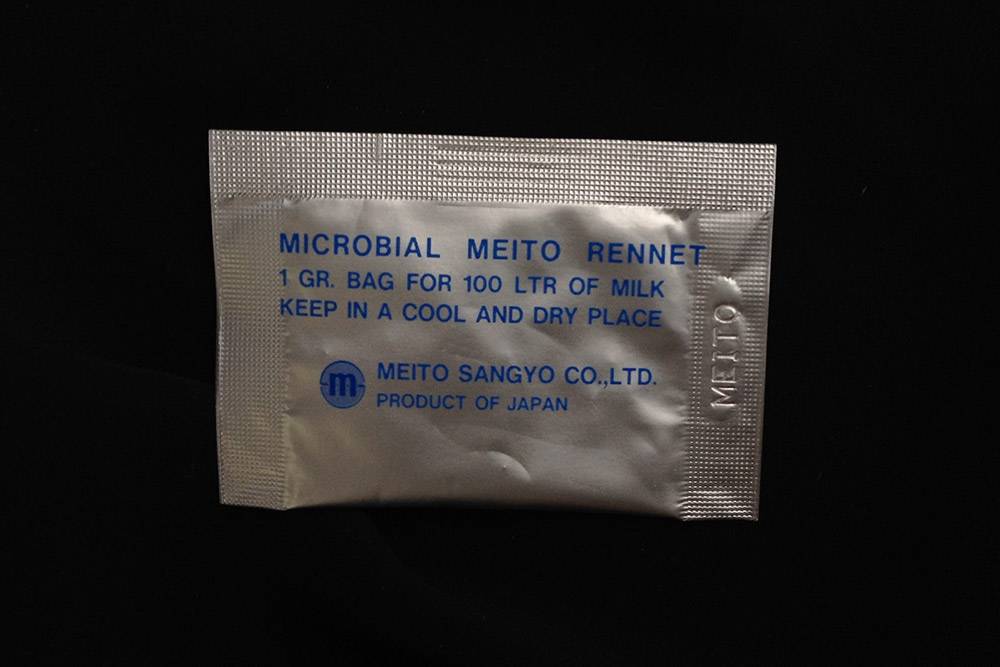 MICROBIAL MEITO RENNET
1 GR. BAG FOR 100 LTR OF MILK
KEEP IN A COOL AND DRY PLACE
m
MEITO SANGYO CO.,LTD.
PRODUCT OF JAPAN
MEITO